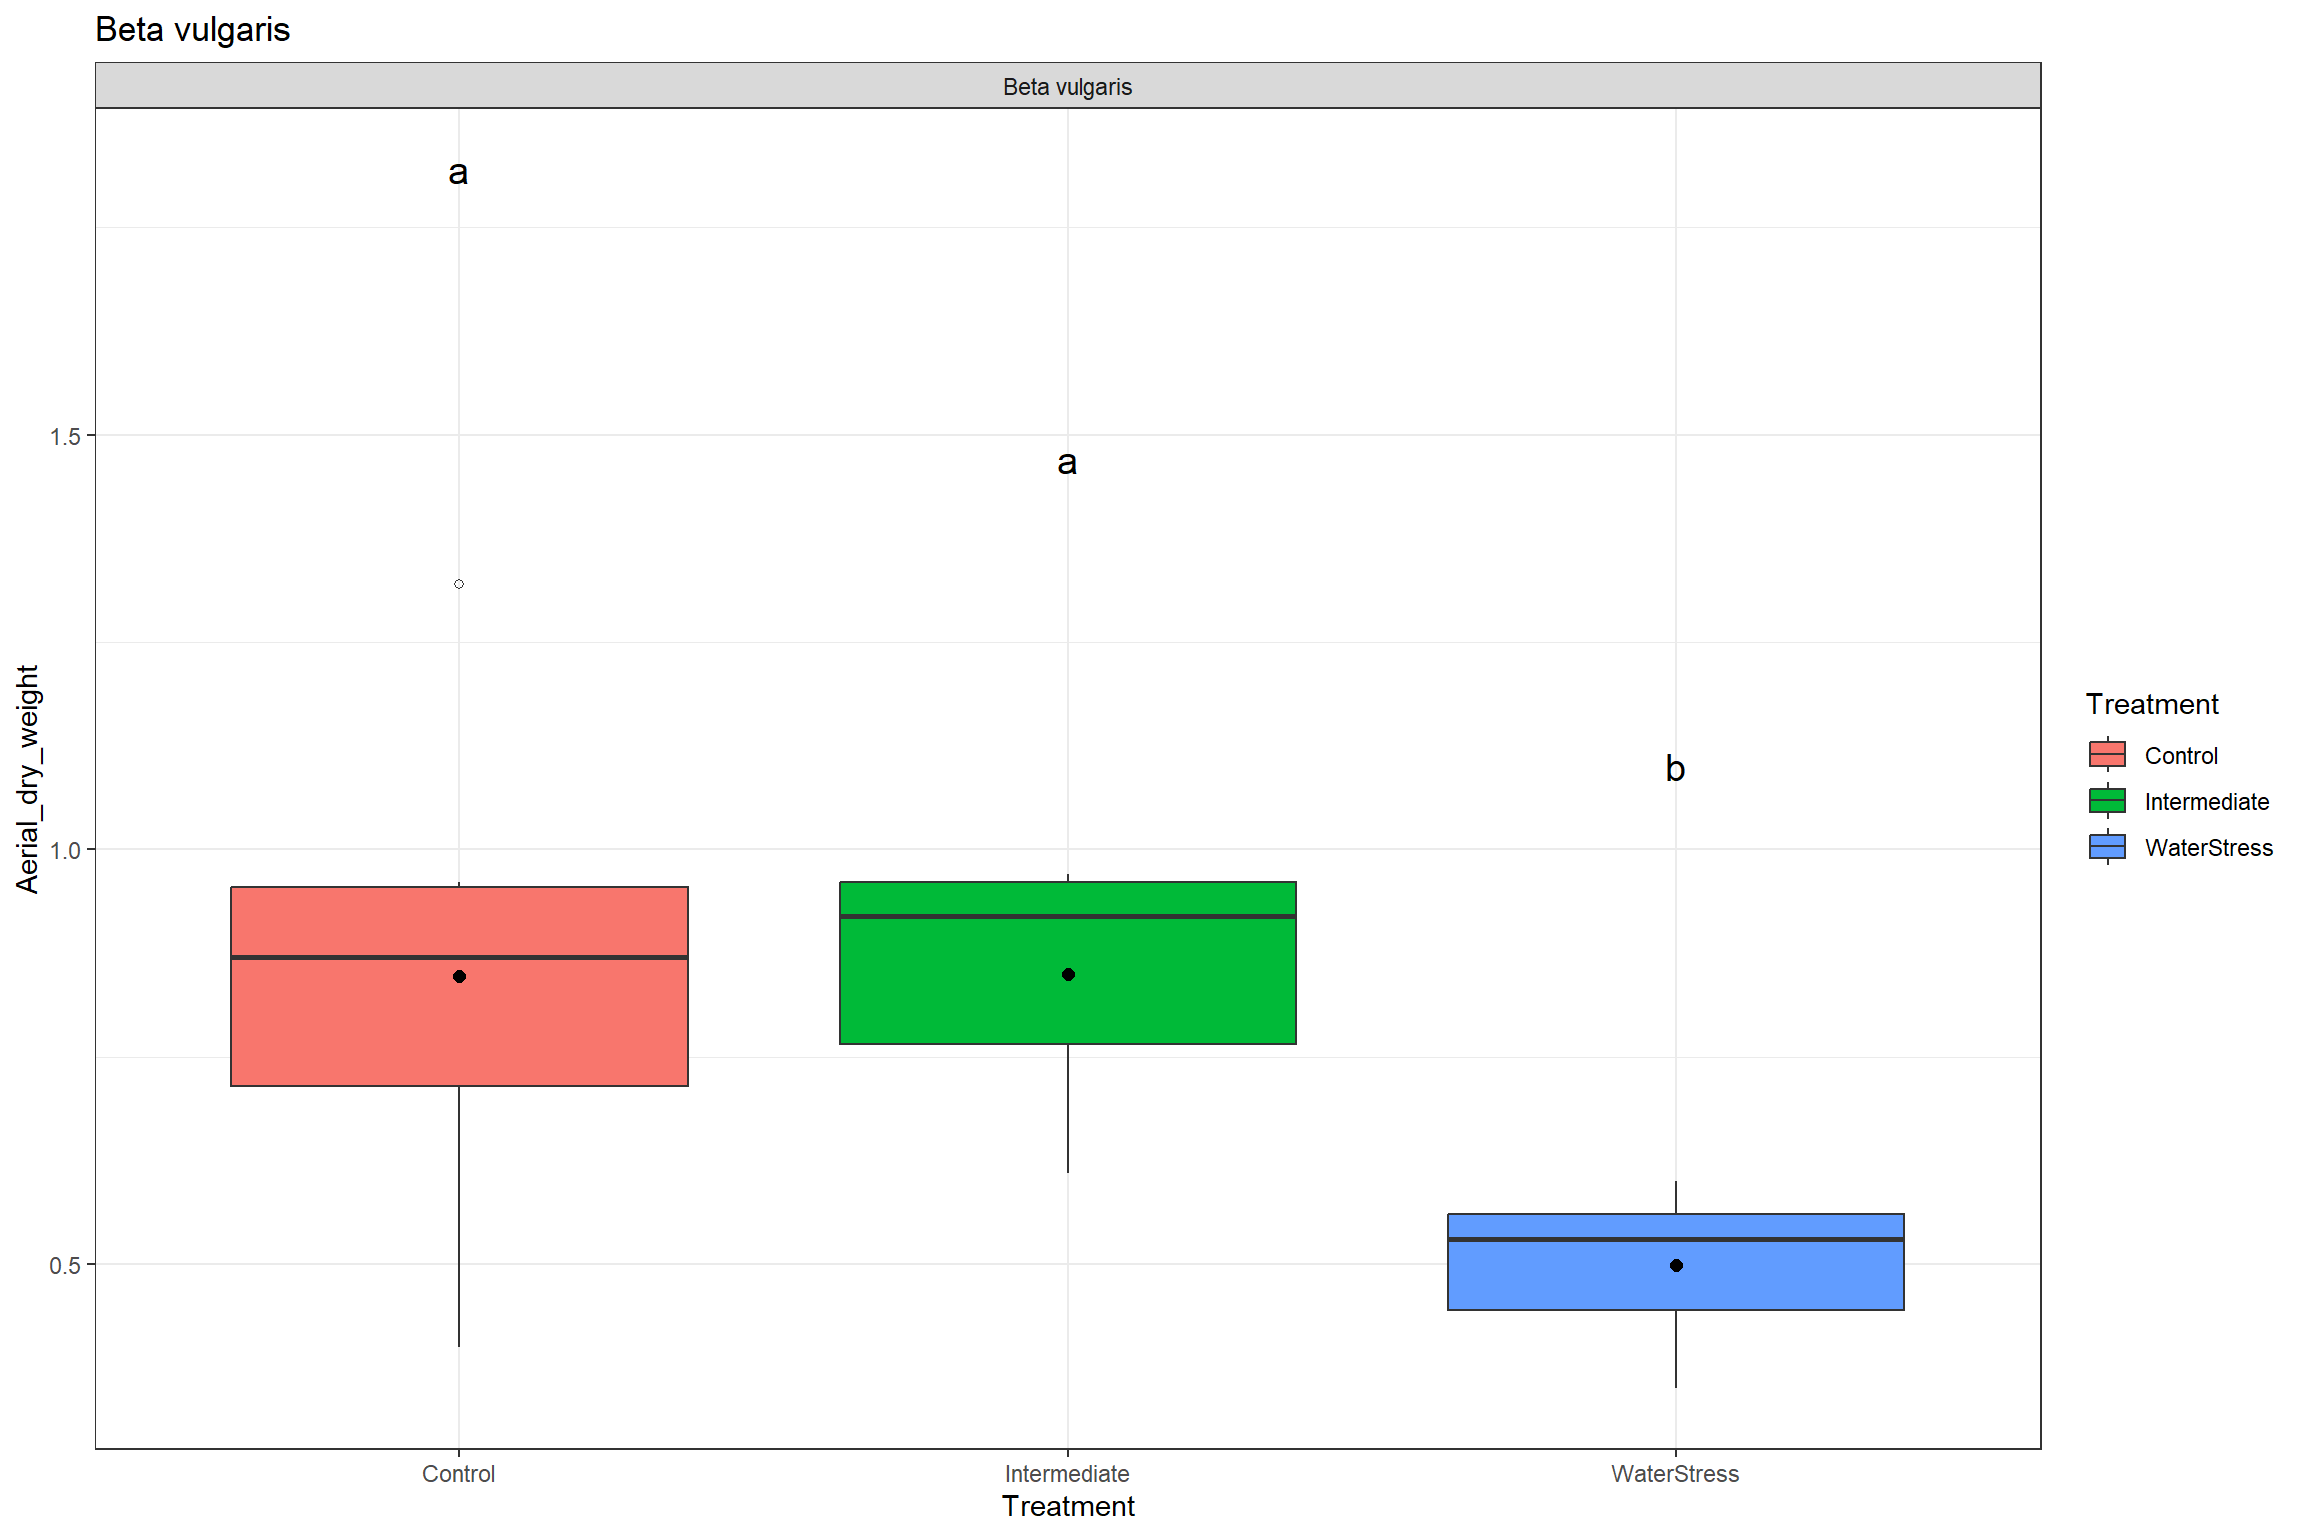 Beta vulgaris
Beta vulgaris
a
1.5
a
b
1.0
0.5
Aerial_dry_weight
Control
Intermediate
WaterStress
Treatment
Treatment
Control
Intermediate
WaterStress